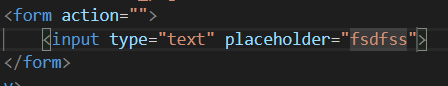 <form action="">
<input type="text" placeholder="fsdfss">
</form>